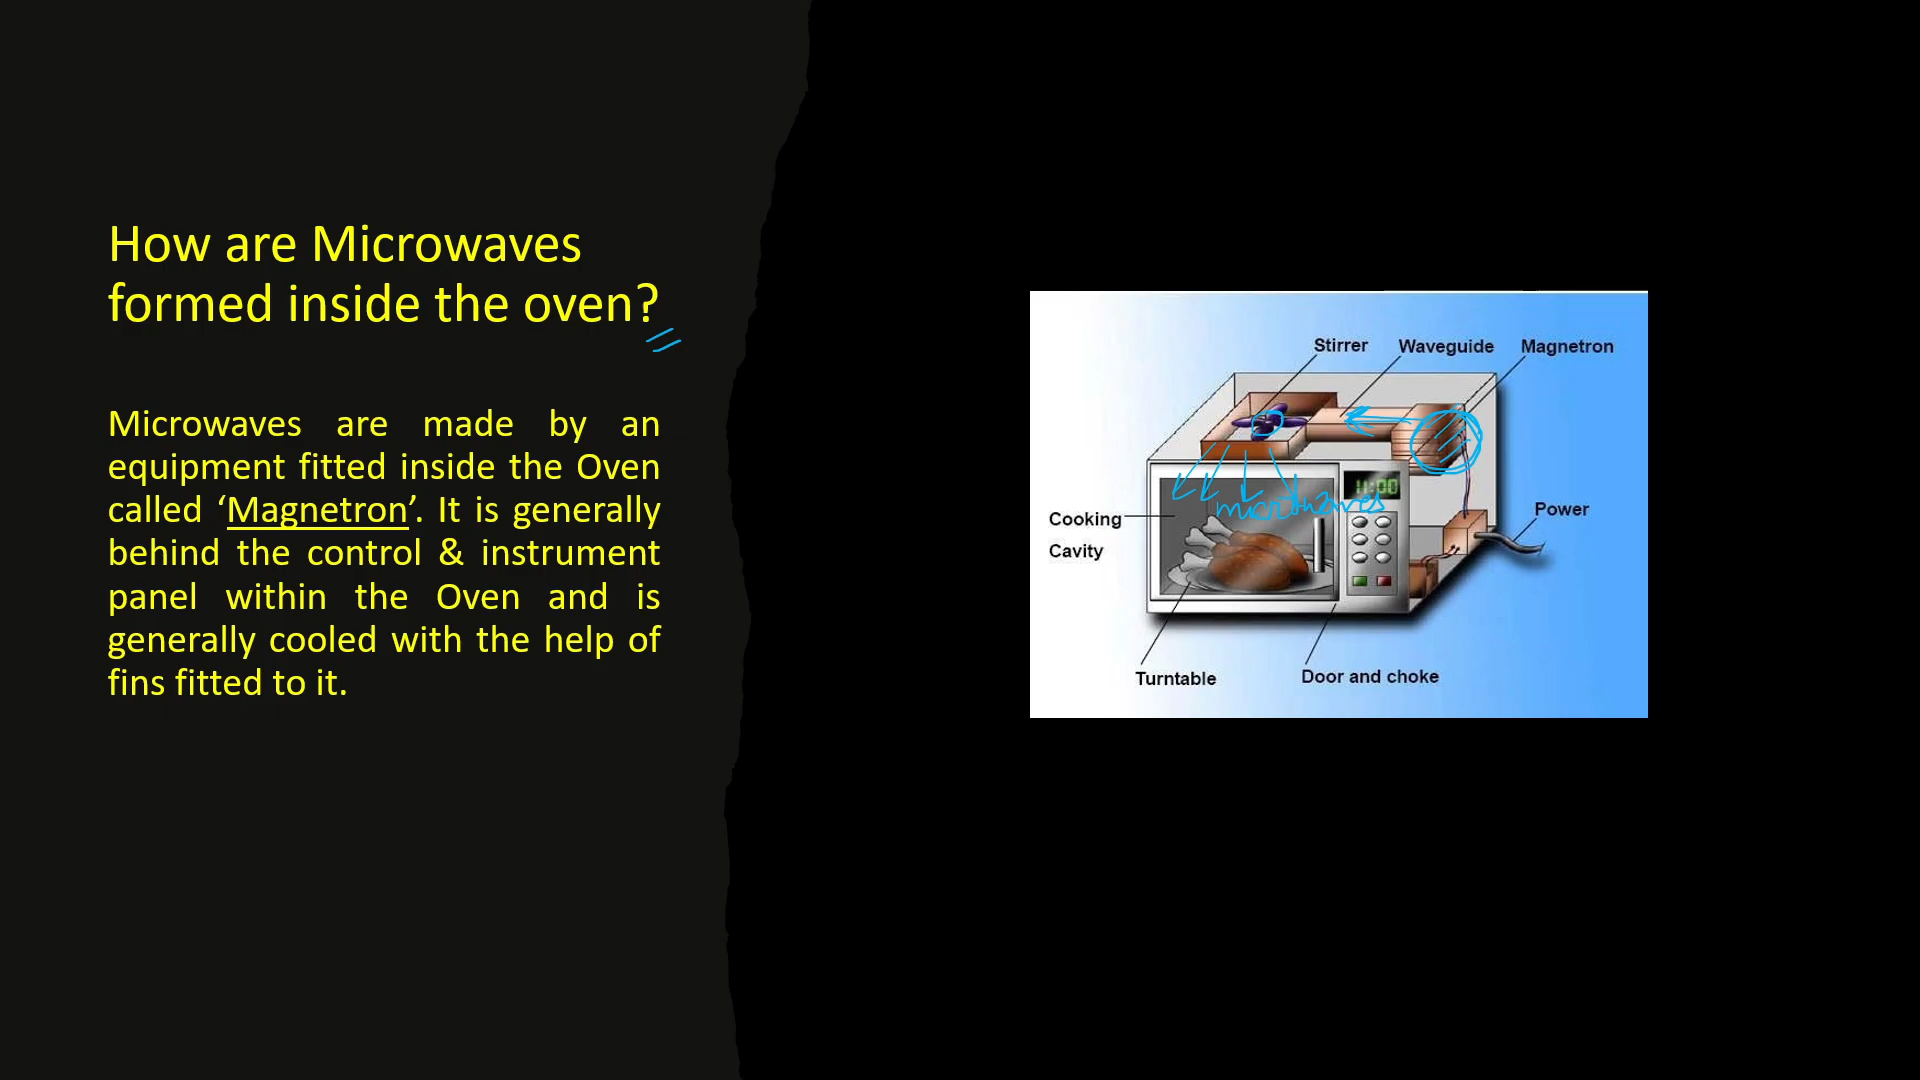 How are Microwaves
formed inside the oven?
Microwaves are made by an
equipment fitted inside the Oven
called ‘Magnetron’. It is generally
behind the control & instrument
panel within the Oven and is
generally cooled with the help of
fins fitted to it.
Stirrer Waveguide Magnetron
11:00
microwaves
Power
Cooking
Cavity
Turntable
Door and choke